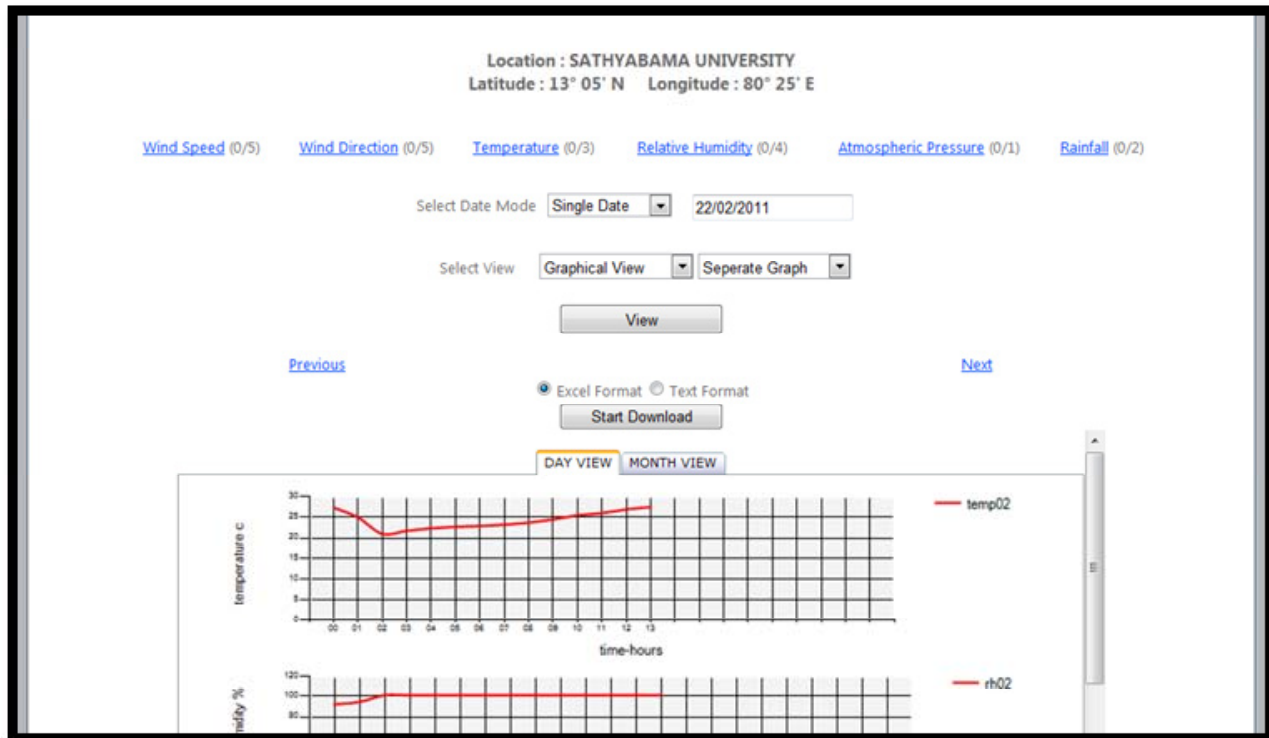 Location : SATHYABAMA UNIVERSITY
Latitude : 13° 05' N Longitude : 80° 25' E
Wind Speed (0/5) Wind Direction (0/5) Temperature (0/3) Relative Humidity (0/4) Atmospheric Pressure (0/1) Rainfall (0/2)
Select Date Mode Single Date 22/02/2011
Select View Graphical View Seperate Graph
View
Previous Next
Excel Format Text Format
Start Download
DAY VIEW MONTH VIEW
temperature c
30
25
20
15
10
5
0
00 01 02 03 04 05 06 07 08 09 10 11 12 13
time-hours
temp02
midity %
120
100
80
rh02